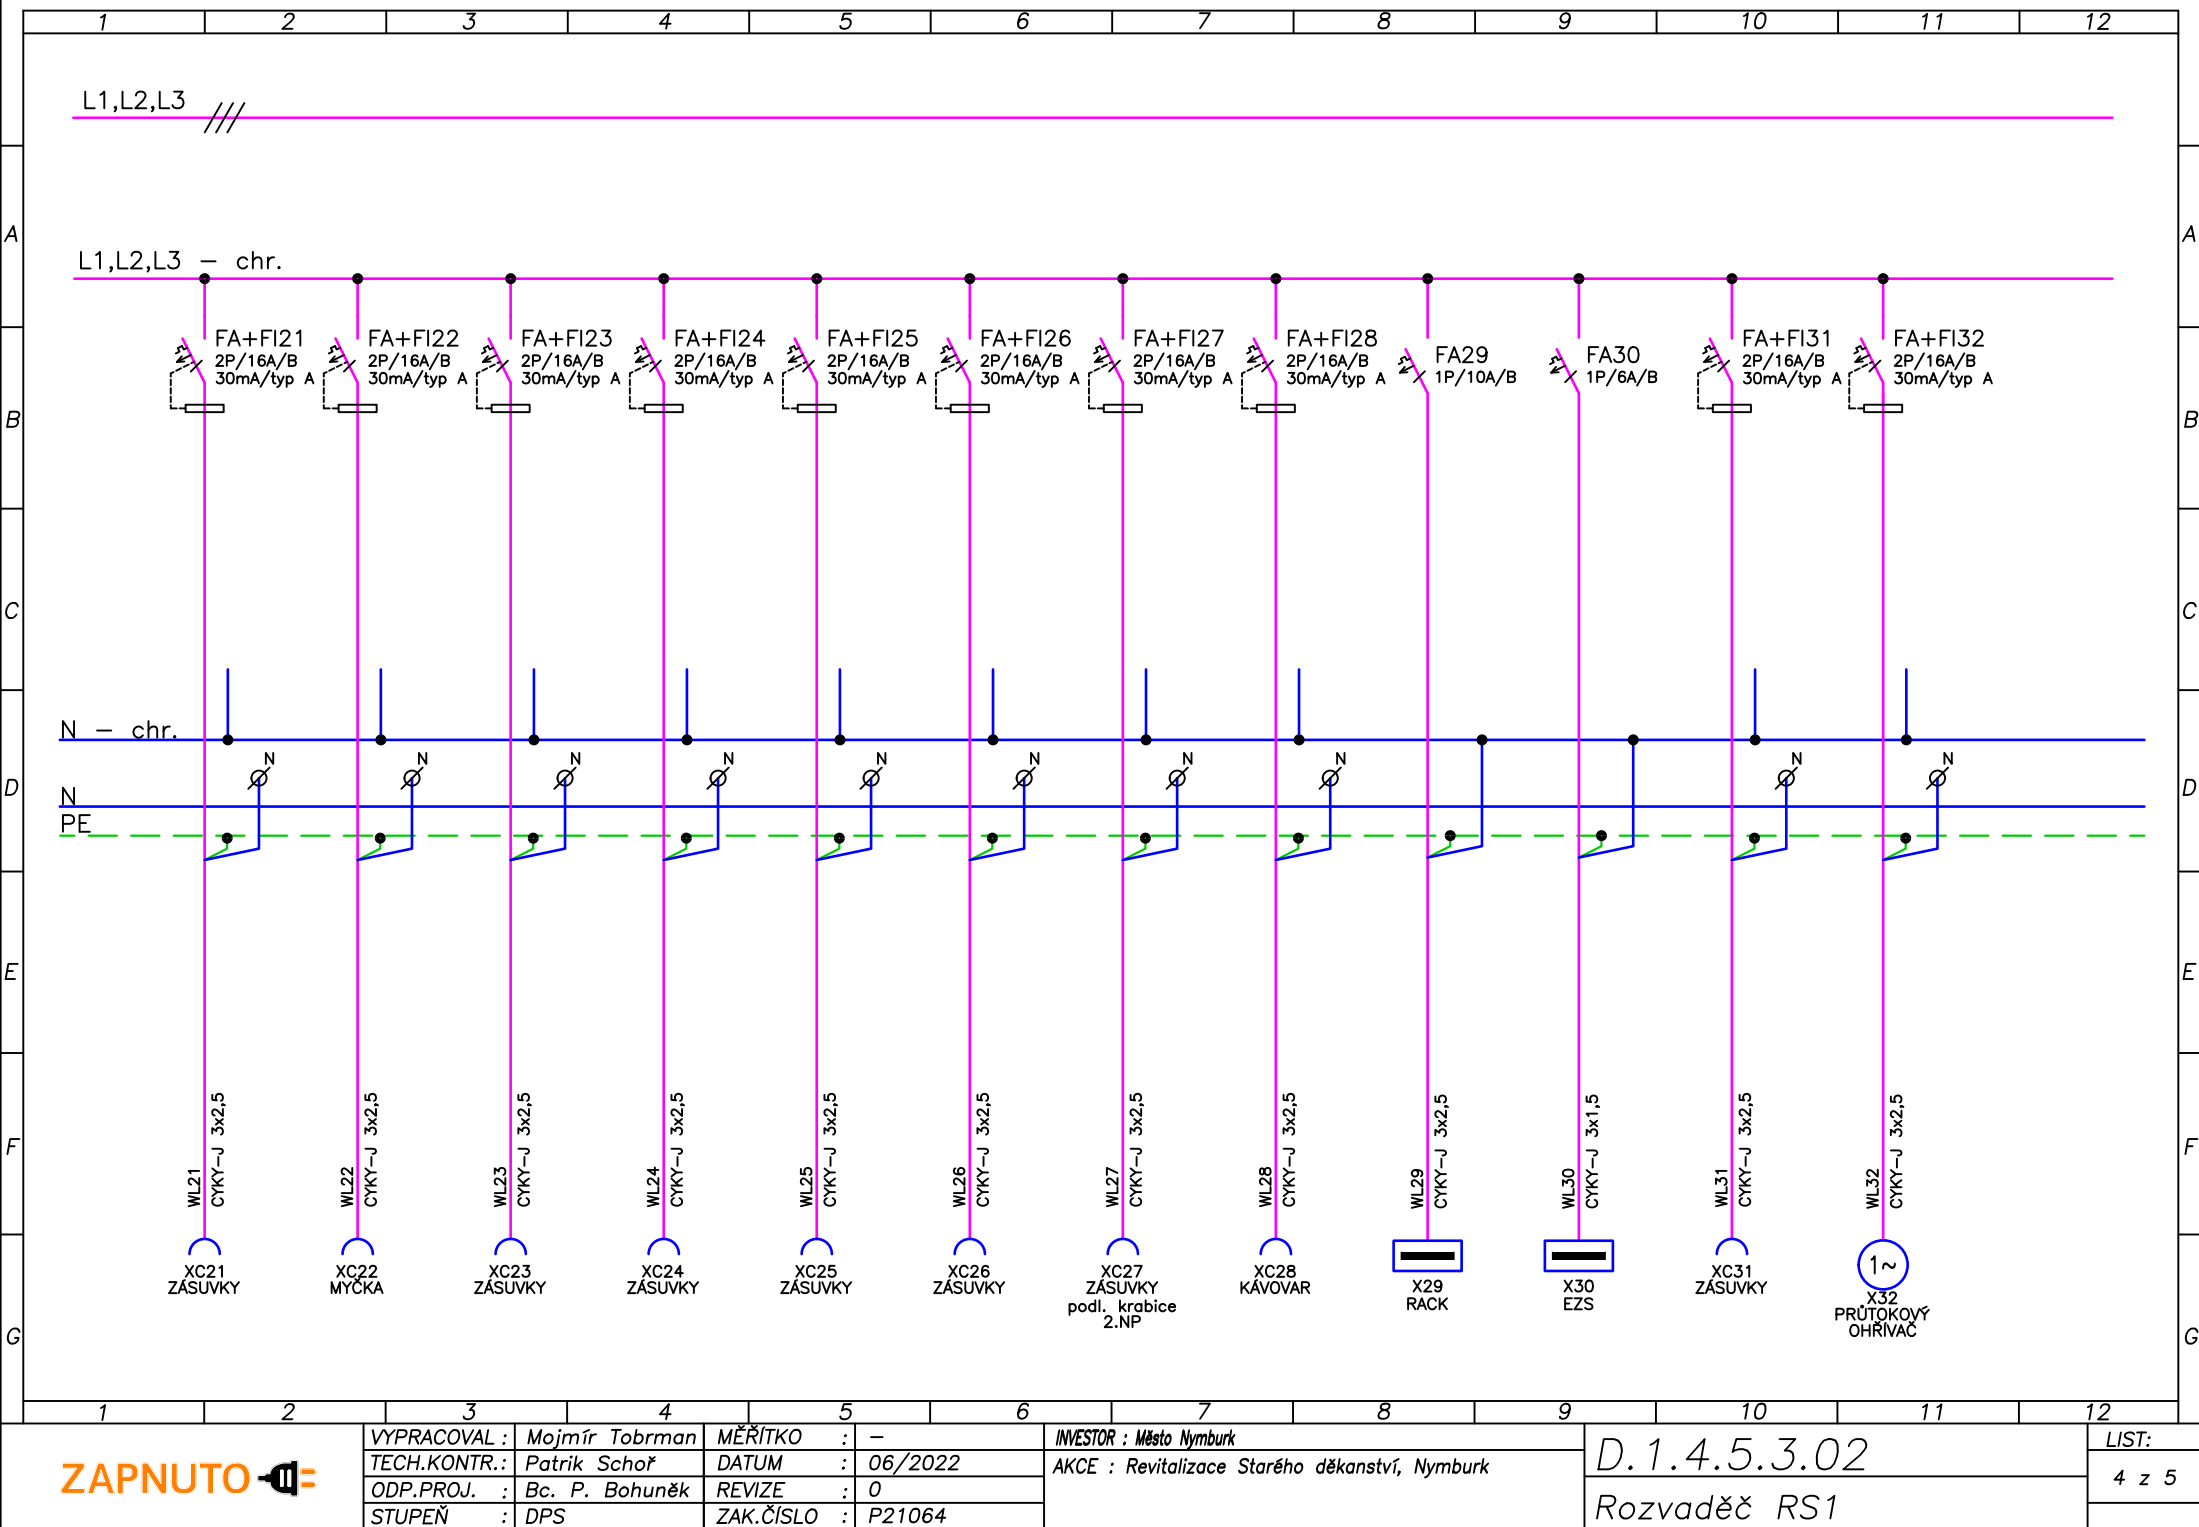 1 2 3 4 5 6 7 8 9 10 11 12
L1,L2,L3
A A
L1,L2,L3 – chr.
FA+FI21
2P/16A/B
30mA/typ A
FA+FI22
2P/16A/B
30mA/typ A
FA+FI23
2P/16A/B
30mA/typ A
FA+FI24
2P/16A/B
30mA/typ A
FA+FI25
2P/16A/B
30mA/typ A
FA+FI26
2P/16A/B
30mA/typ A
FA+FI27
2P/16A/B
30mA/typ A
FA+FI28
2P/16A/B
30mA/typ A
FA29
1P/10A/B
FA30
1P/6A/B
FA+FI31
2P/16A/B
30mA/typ A
FA+FI32
2P/16A/B
30mA/typ A
B B
C C
N – chr.
N N N N N N N N N N
D D
N
PE
E E
F F
WL21
CYKY-J 3x2,5
WL22
CYKY-J 3x2,5
WL23
CYKY-J 3x2,5
WL24
CYKY-J 3x2,5
WL25
CYKY-J 3x2,5
WL26
CYKY-J 3x2,5
WL27
CYKY-J 3x2,5
WL28
CYKY-J 3x2,5
WL29
CYKY-J 3x2,5
WL30
CYKY-J 3x1,5
WL31
CYKY-J 3x2,5
WL32
CYKY-J 3x2,5
XC21
ZÁSUVKY
XC22
MYČKA
XC23
ZÁSUVKY
XC24
ZÁSUVKY
XC25
ZÁSUVKY
XC26
ZÁSUVKY
XC27
ZÁSUVKY
podl. krabice
2.NP
XC28
KÁVOVAR
X29
RACK
X30
EZS
XC31
ZÁSUVKY
1~
X32
PRŮTOKOVÝ
OHŘÍVAČ
G G
1 2 3 4 5 6 7 8 9 10 11 12
ZAPNUTO
VYPRACOVAL : Mojmír Tobrman
TECH.KONTR.: Patrik Schoř
ODP.PROJ. : Bc. P. Bohuněk
STUPEŇ : DPS
MĚŘÍTKO : –
DATUM : 06/2022
REVIZE : 0
ZAK.ČÍSLO : P21064
INVESTOR : Město Nymburk
AKCE : Revitalizace Starého děkanství, Nymburk
D.1.4.5.3.02
Rozvaděč RS1
LIST:
4 z 5